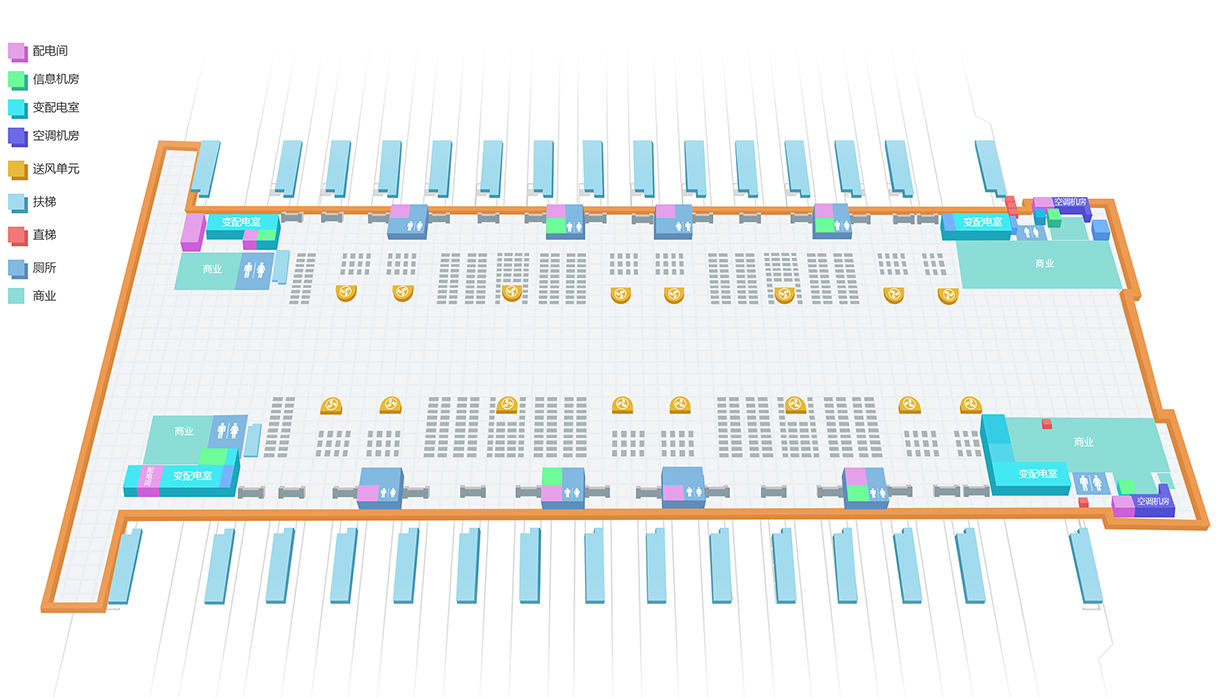 配电间
信息机房
变配电室
空调机房
送风单元
扶梯
直梯
厕所
商业
变配电室
商业
变配电室
空调机房
商业
商业
配电间
变配电室
商业
变配电室
空调机房